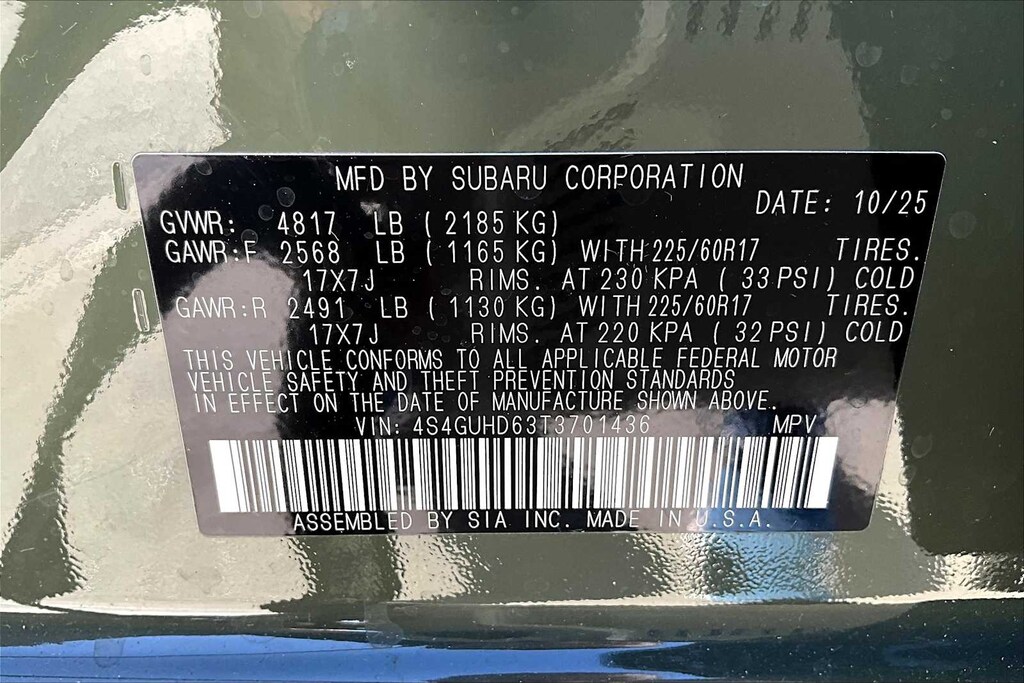 MFD BY SUBARU CORPORATION
DATE: 10/25
GVWR: 4817 LB ( 2185 KG)
GAWR:F 2568 LB ( 1165 KG) WITH 225/60R17 TIRES.
17X7J RIMS. AT 230 KPA ( 33 PSI) COLD
GAWR:R 2491 LB ( 1130 KG) WITH 225/60R17 TIRES.
17X7J RIMS. AT 220 KPA ( 32 PSI) COLD
THIS VEHICLE CONFORMS TO ALL APPLICABLE FEDERAL MOTOR
VEHICLE SAFETY AND THEFT PREVENTION STANDARDS
IN EFFECT ON THE DATE OF MANUFACTURE SHOWN ABOVE.
VIN: 4S4GUHD63T3701436 MPV
ASSEMBLED BY SIA INC. MADE IN U.S.A.